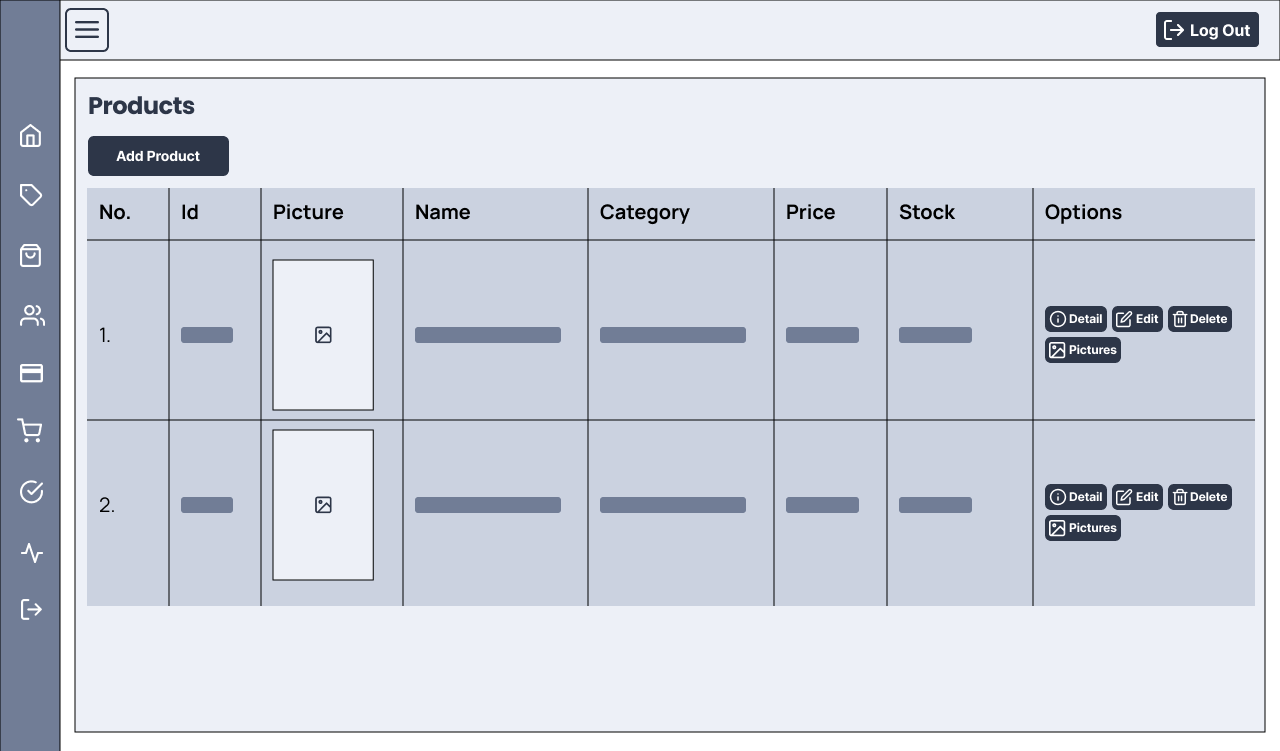 Log Out
Products
Add Product
No. Id Picture Name Category Price Stock Options
1. Detail Edit Delete
Pictures
2. Detail Edit Delete
Pictures